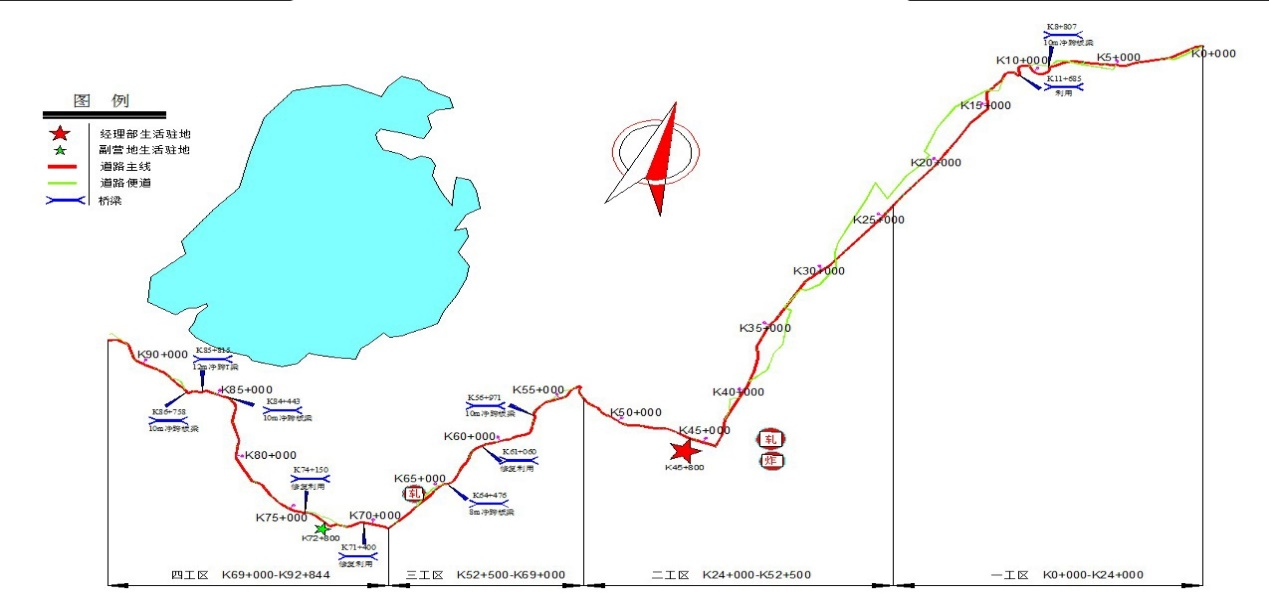 图 例
经理部生活驻地
副营地生活驻地
道路主线
道路便道
桥梁
K8+807
10m净跨板梁
K10+000
K5+000
K0+000
K11+685
利用
K15+000
K20+000
K25+000
K30+000
K35+000
K40+000
K45+000
K46+800
轧
炸
K50+000
K55+000
K56+971
10m净跨板梁
K60+000
K61+060
修复利用
K65+000
轧
K64+476
8m净跨板梁
K70+000
K71+400
修复利用
K72+800
K75+000
K74+150
修复利用
K80+000
K85+000
K84+443
10m净跨板梁
K85+815
12m净跨T梁
K86+758
10m净跨板梁
K90+000
四工区 K69+000-K92+844
三工区 K52+500-K69+000
二工区 K24+000-K52+500
一工区 K0+000-K24+000